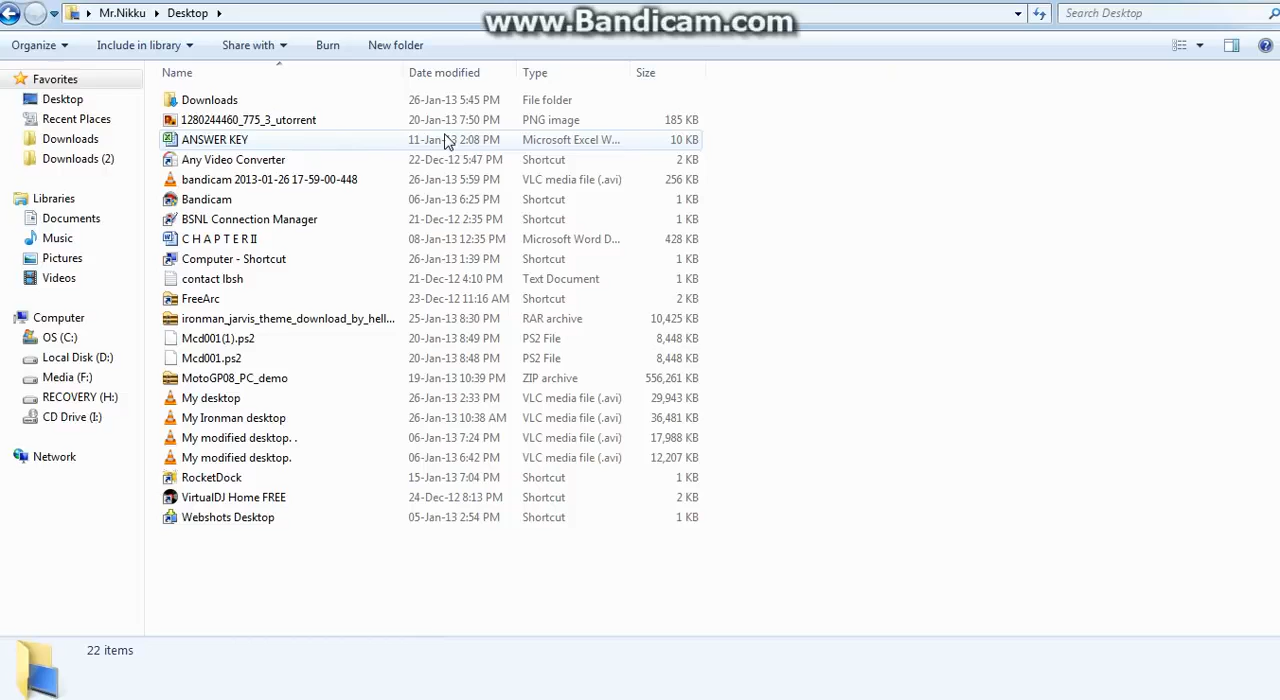 Mr.Nikku Desktop www.Bandicam.com Search Desktop
Organize Include in library Share with Burn New folder
Name Date modified Type Size
Favorites
Desktop
Recent Places
Downloads
Downloads (2)
Libraries
Documents
Music
Pictures
Videos
Computer
OS (C:)
Local Disk (D:)
Media (F:)
RECOVERY (H:)
CD Drive (I:)
Network
Downloads 26-Jan-13 5:45 PM File folder
1280244460_775_3_utorrent 20-Jan-13 7:50 PM PNG image 185 KB
ANSWER KEY 11-Jan-13 2:08 PM Microsoft Excel W... 10 KB
Any Video Converter 22-Dec-12 5:47 PM Shortcut 2 KB
bandicam 2013-01-26 17-59-00-448 26-Jan-13 5:59 PM VLC media file (.avi) 256 KB
Bandicam 06-Jan-13 6:25 PM Shortcut 1 KB
BSNL Connection Manager 21-Dec-12 2:35 PM Shortcut 1 KB
C H A P T E R II 08-Jan-13 12:35 PM Microsoft Word D... 428 KB
Computer - Shortcut 26-Jan-13 1:39 PM Shortcut 1 KB
contact lbsh 21-Dec-12 4:10 PM Text Document 1 KB
FreeArc 23-Dec-12 11:16 AM Shortcut 2 KB
ironman_jarvis_theme_download_by_hell... 25-Jan-13 8:30 PM RAR archive 10,425 KB
Mcd001(1).ps2 20-Jan-13 8:49 PM PS2 File 8,448 KB
Mcd001.ps2 20-Jan-13 8:48 PM PS2 File 8,448 KB
MotoGP08_PC_demo 19-Jan-13 10:39 PM ZIP archive 556,261 KB
My desktop 26-Jan-13 2:33 PM VLC media file (.avi) 29,943 KB
My Ironman desktop 26-Jan-13 10:38 AM VLC media file (.avi) 36,481 KB
My modified desktop. . 06-Jan-13 7:24 PM VLC media file (.avi) 17,988 KB
My modified desktop. 06-Jan-13 6:42 PM VLC media file (.avi) 12,207 KB
RocketDock 15-Jan-13 7:04 PM Shortcut 1 KB
VirtualDJ Home FREE 24-Dec-12 8:13 PM Shortcut 2 KB
Webshots Desktop 05-Jan-13 2:54 PM Shortcut 1 KB
22 items